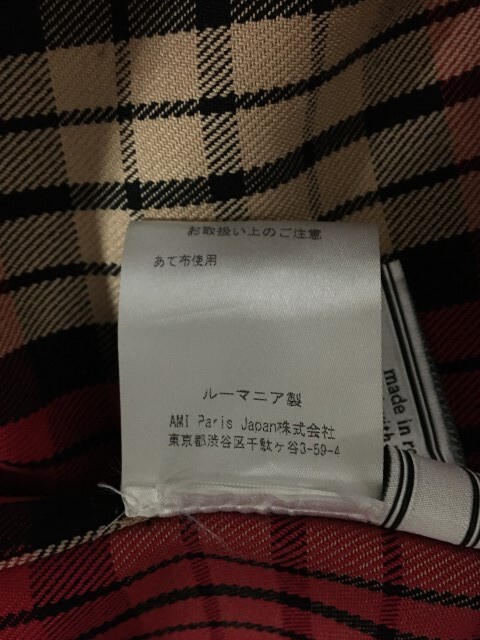 お取扱い上のご注意
あて布使用
ルーマニア製
AMI Paris Japan株式会社
東京都渋谷区千駄ヶ谷3-59-4
made in